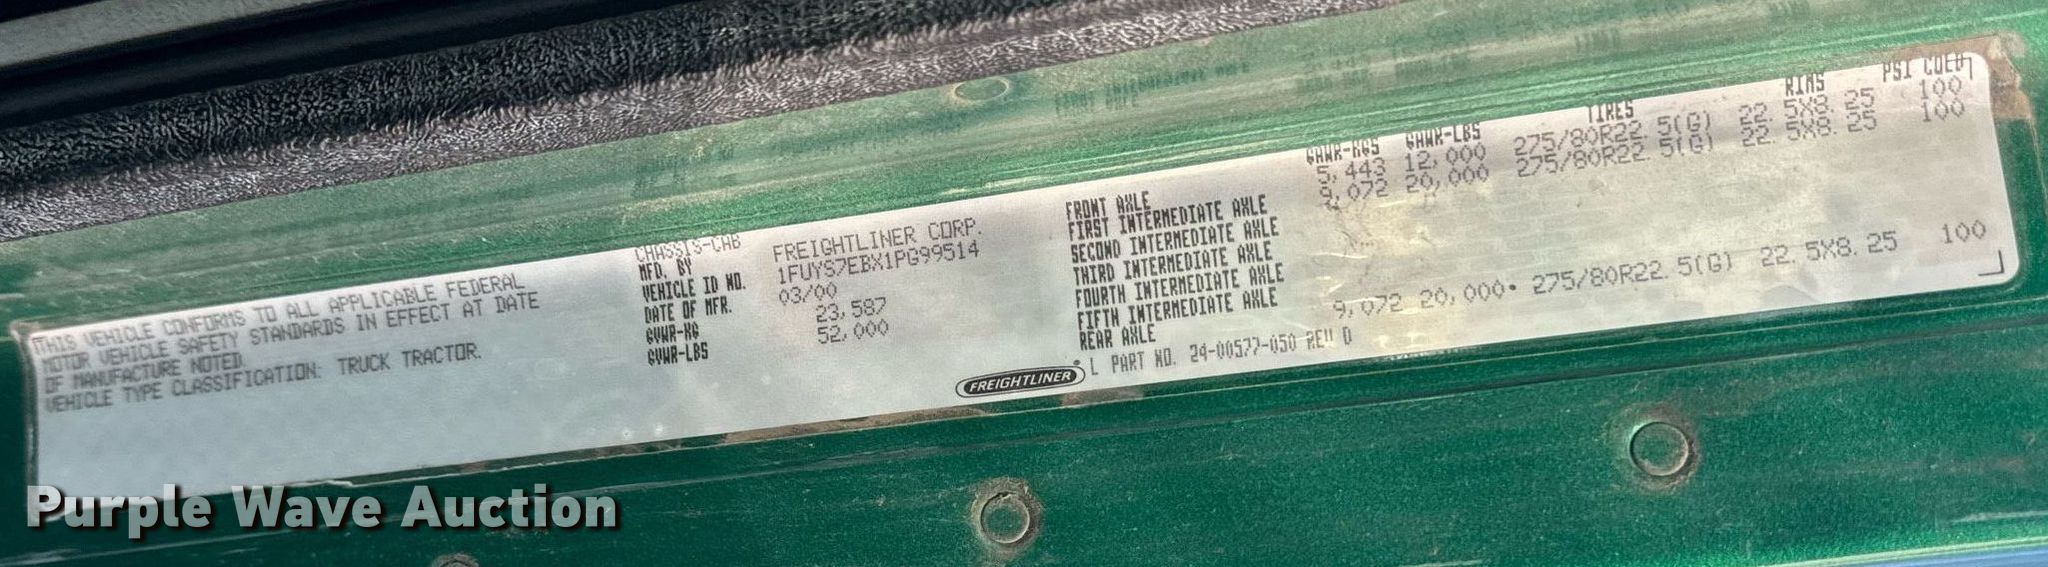 THIS VEHICLE CONFORMS TO ALL APPLICABLE FEDERAL
MOTOR VEHICLE SAFETY STANDARDS IN EFFECT AT DATE
OF MANUFACTURE NOTED.
VEHICLE TYPE CLASSIFICATION: TRUCK TRACTOR.
CHASSIS-CAB
MFD. BY FREIGHTLINER CORP.
VEHICLE ID NO. 1FUYS7EBX1PG99514
DATE OF MFR. 03/00
GVWR-KG 23,587
GVWR-LBS 52,000
FREIGHTLINER
GAWR-KGS GAWR-LBS TIRES RIMS PSI COLD
FRONT AXLE 5,443 12,000 275/80R22.5(G) 22.5X8.25 100
FIRST INTERMEDIATE AXLE 9,072 20,000 275/80R22.5(G) 22.5X8.25 100
SECOND INTERMEDIATE AXLE
THIRD INTERMEDIATE AXLE
FOURTH INTERMEDIATE AXLE
FIFTH INTERMEDIATE AXLE
REAR AXLE 9,072 20,000 275/80R22.5(G) 22.5X8.25 100
PART NO. 24-00577-050 REV D
Purple Wave Auction